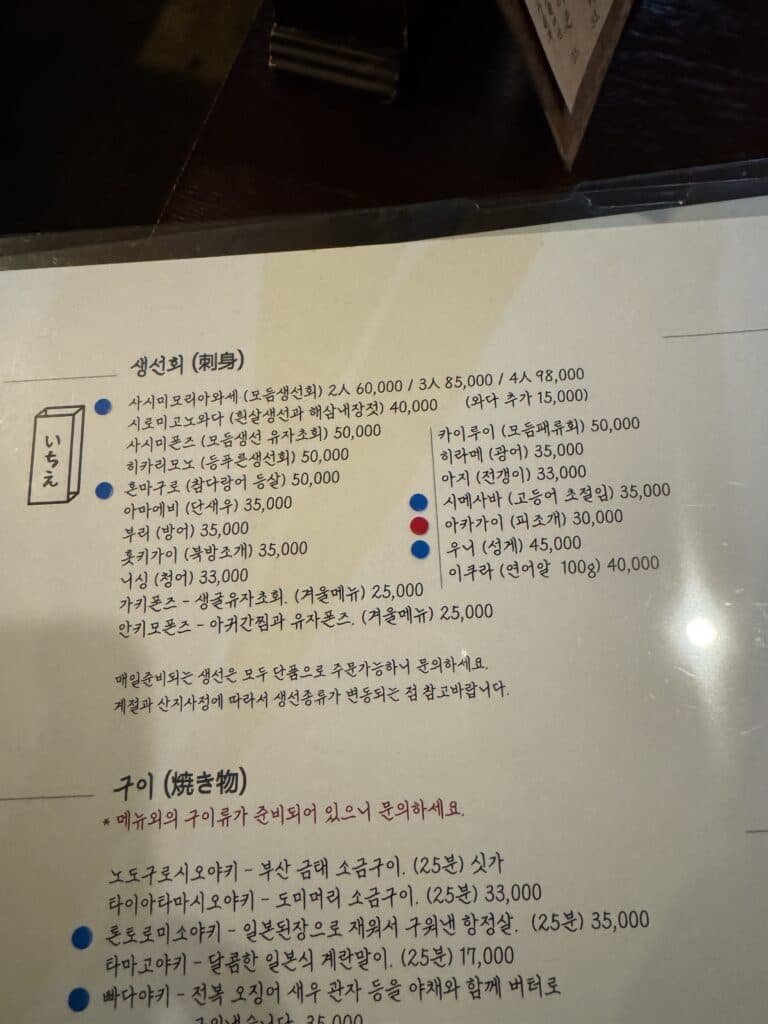 생선회 (刺身)
いちえ
사시미모리아와세 (모듬생선회) 2人 60,000 / 3人 85,000 / 4人 98,000
시로미고노와다 (흰살생선과 해삼내장젓) 40,000 (와다 추가 15,000)
사시미폰즈 (모듬생선 유자초회) 50,000
히카리모노 (등푸른생선회) 50,000
혼마구로 (참다랑어 등살) 50,000
아마에비 (단새우) 35,000
부리 (방어) 35,000
홋키가이 (북방조개) 35,000
니싱 (청어) 33,000
가키폰즈 - 생굴유자초회. (겨울메뉴) 25,000
안키모폰즈 - 아귀간찜과 유자폰즈. (겨울메뉴) 25,000
카이루이 (모듬패류회) 50,000
히라메 (광어) 35,000
아지 (전갱이) 33,000
시메사바 (고등어 초절임) 35,000
아카가이 (피조개) 30,000
우니 (성게) 45,000
이쿠라 (연어알 100g) 40,000
매일준비되는 생선은 모두 단품으로 주문가능하니 문의하세요.
계절과 산지사정에 따라서 생선종류가 변동되는 점 참고바랍니다.
구이 (焼き物)
* 메뉴외의 구이류가 준비되어 있으니 문의하세요.
노도구로시오야키 - 부산 금태 소금구이. (25분) 싯가
타이아타마시오야키 - 도미머리 소금구이. (25분) 33,000
톤토로미소야키 - 일본된장으로 재워서 구워낸 항정살. (25분) 35,000
타마고야키 - 달콤한 일본식 계란말이. (25분) 17,000
빠다야키 - 전복 오징어 새우 관자 등을 야채와 함께 버터로
구워냈습니다. 35,000